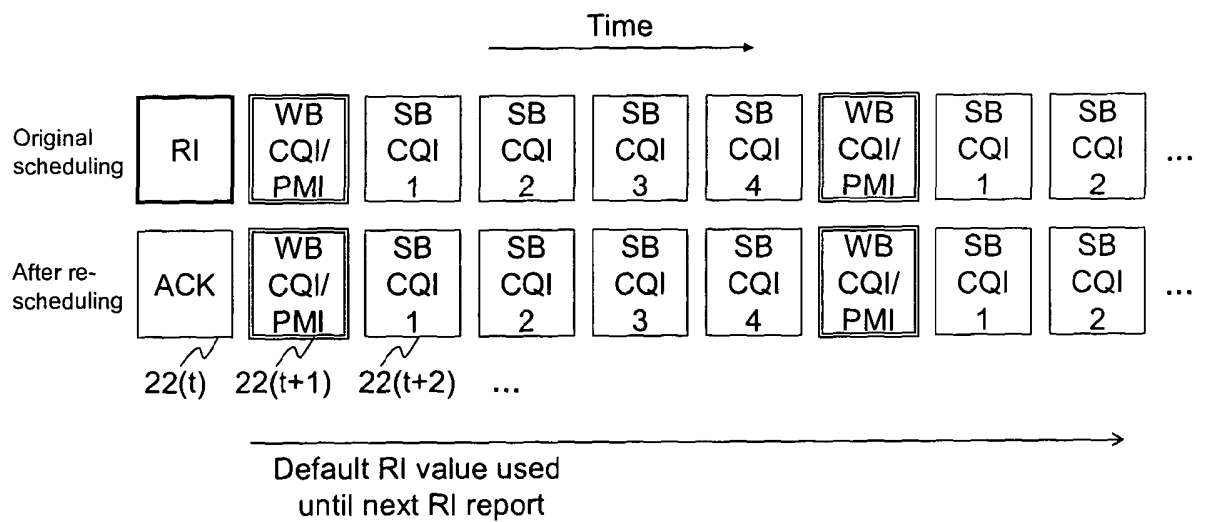 Time
Original
scheduling
RI
WB
CQI/
PMI
SB
CQI
1
SB
CQI
2
SB
CQI
3
SB
CQI
4
WB
CQI/
PMI
SB
CQI
1
SB
CQI
2
...
After re-
scheduling
ACK
WB
CQI/
PMI
SB
CQI
1
SB
CQI
2
SB
CQI
3
SB
CQI
4
WB
CQI/
PMI
SB
CQI
1
SB
CQI
2
...
22(t) 22(t+1) 22(t+2) ...
Default RI value used
until next RI report